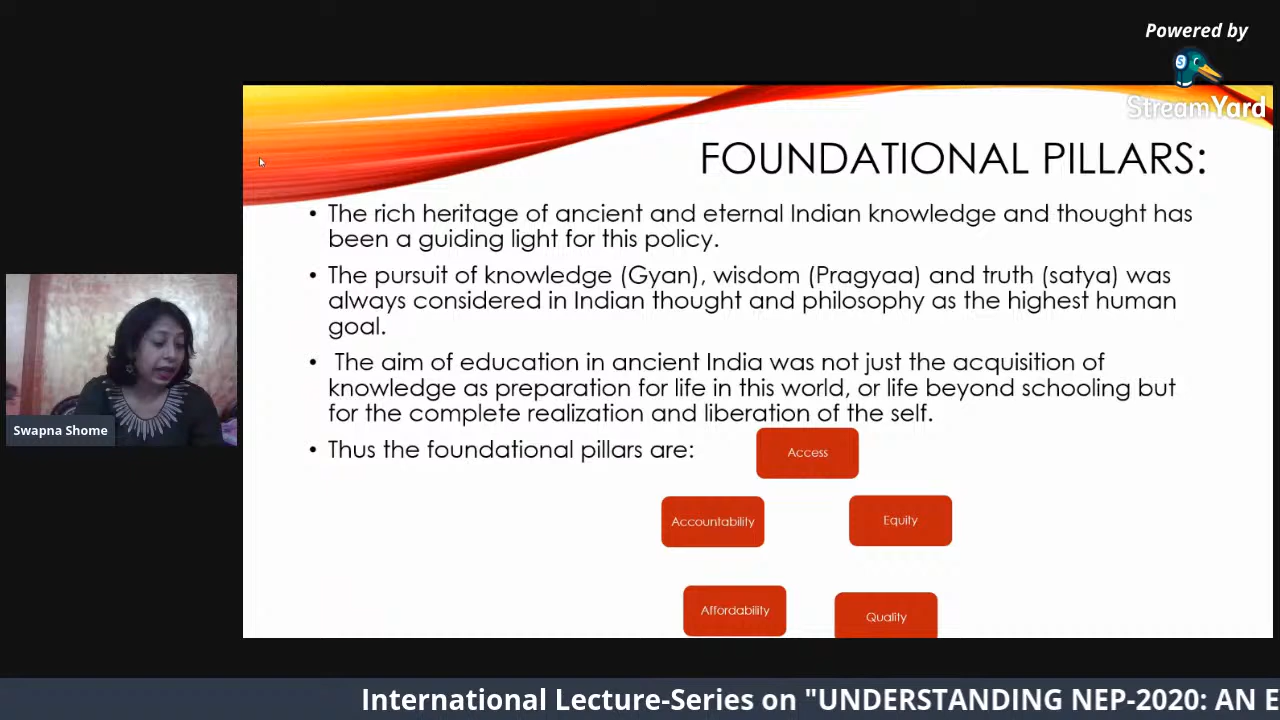 Powered by
StreamYard
FOUNDATIONAL PILLARS:
• The rich heritage of ancient and eternal Indian knowledge and thought has
been a guiding light for this policy.
• The pursuit of knowledge (Gyan), wisdom (Pragyaa) and truth (satya) was
always considered in Indian thought and philosophy as the highest human
goal.
• The aim of education in ancient India was not just the acquisition of
knowledge as preparation for life in this world, or life beyond schooling but
for the complete realization and liberation of the self.
• Thus the foundational pillars are:
Access
Accountability
Equity
Affordability
Quality
Swapna Shome
International Lecture-Series on "UNDERSTANDING NEP-2020: AN E